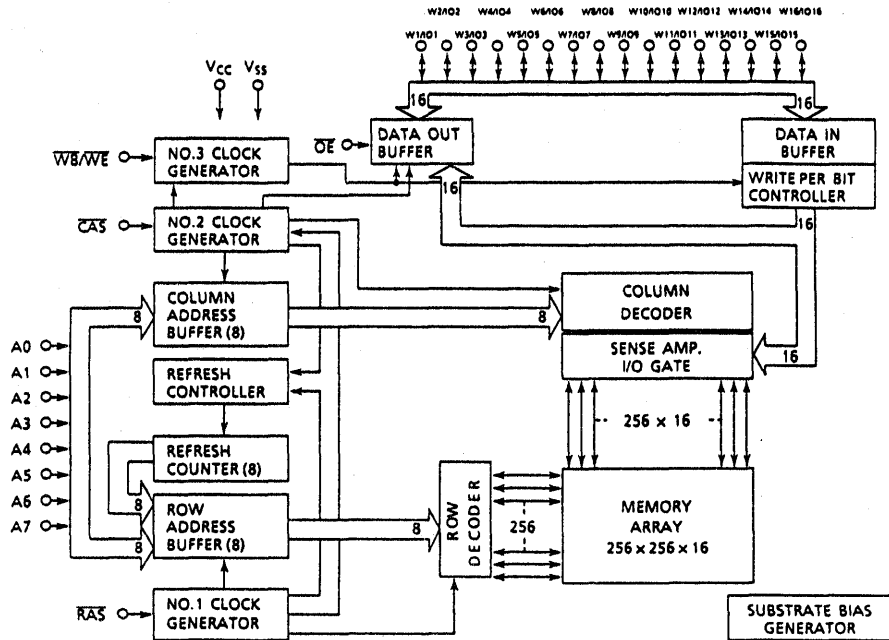 W2/IO2 W4/IO4 W6/IO6 W8/IO8 W10/IO10 W12/IO12 W14/IO14 W16/IO16
W1/IO1 W3/IO3 W5/IO5 W7/IO7 W9/IO9 W11/IO11 W13/IO13 W15/IO15
VCC VSS
16 16
OE
DATA OUT
BUFFER
DATA IN
BUFFER
WB/WE
NO.3 CLOCK
GENERATOR
16
WRITE PER BIT
CONTROLLER
CAS
NO.2 CLOCK
GENERATOR
16
COLUMN
ADDRESS
BUFFER (8)
8
8
COLUMN
DECODER
SENSE AMP.
I/O GATE
16
A0
A1
A2
A3
A4
A5
A6
A7
REFRESH
CONTROLLER
REFRESH
COUNTER (8)
256 x 16
8
8
ROW
ADDRESS
BUFFER (8)
8
ROW
DECODER
256
MEMORY
ARRAY
256 x 256 x 16
RAS
NO.1 CLOCK
GENERATOR
SUBSTRATE BIAS
GENERATOR